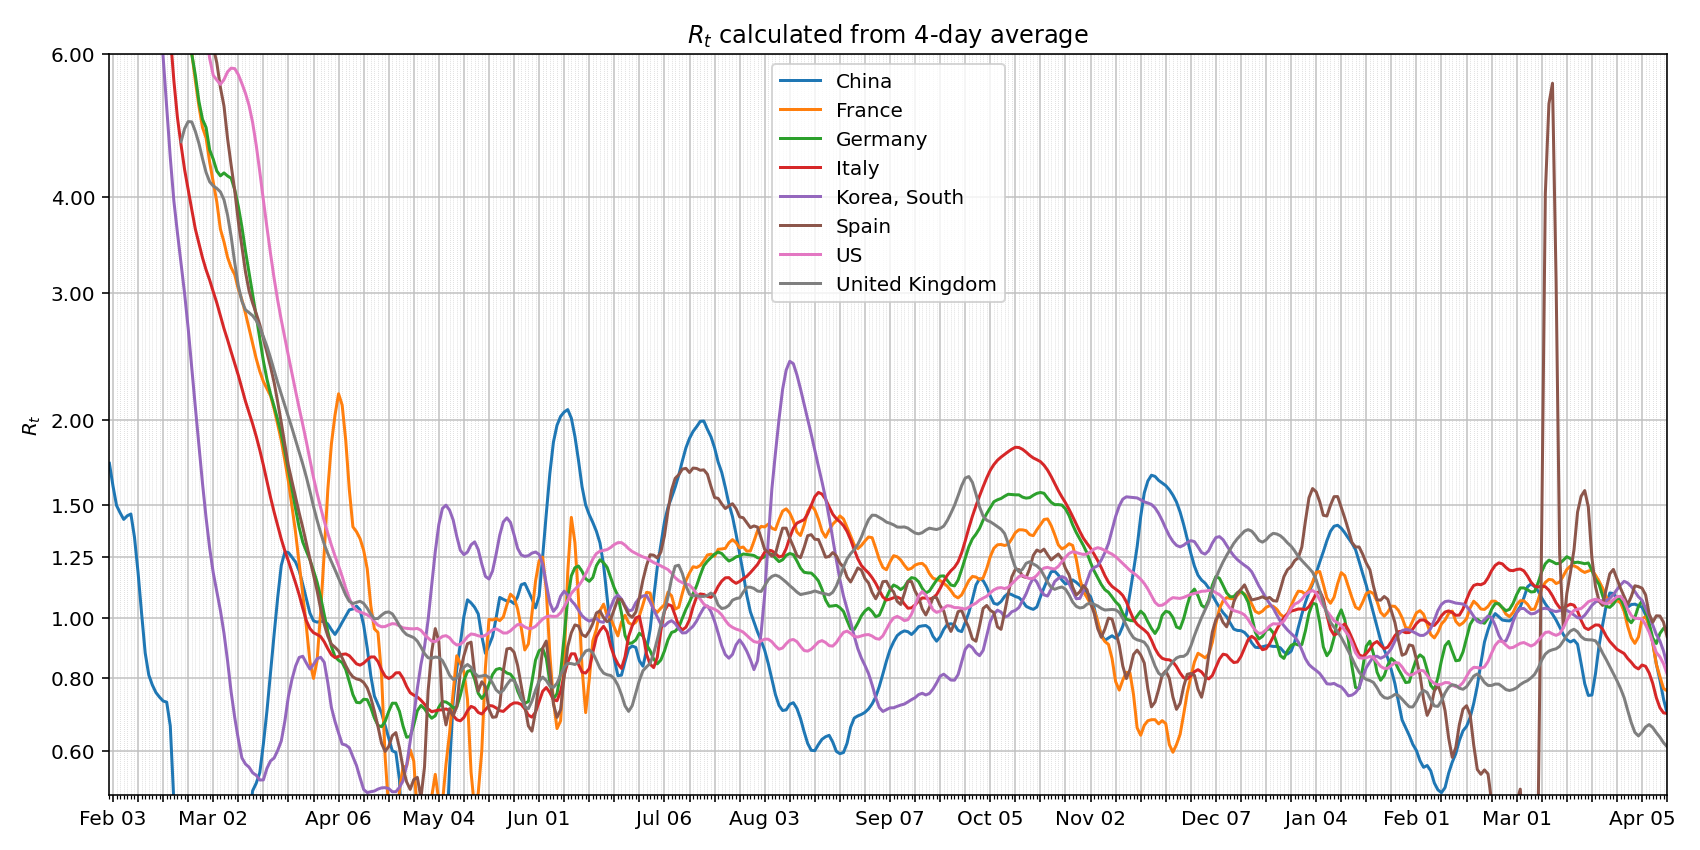 R_t calculated from 4-day average
6.00
4.00
3.00
2.00
1.50
1.25
1.00
0.80
0.60
R_t
China
France
Germany
Italy
Korea, South
Spain
US
United Kingdom
Feb 03 Mar 02 Apr 06 May 04 Jun 01 Jul 06 Aug 03 Sep 07 Oct 05 Nov 02 Dec 07 Jan 04 Feb 01 Mar 01 Apr 05